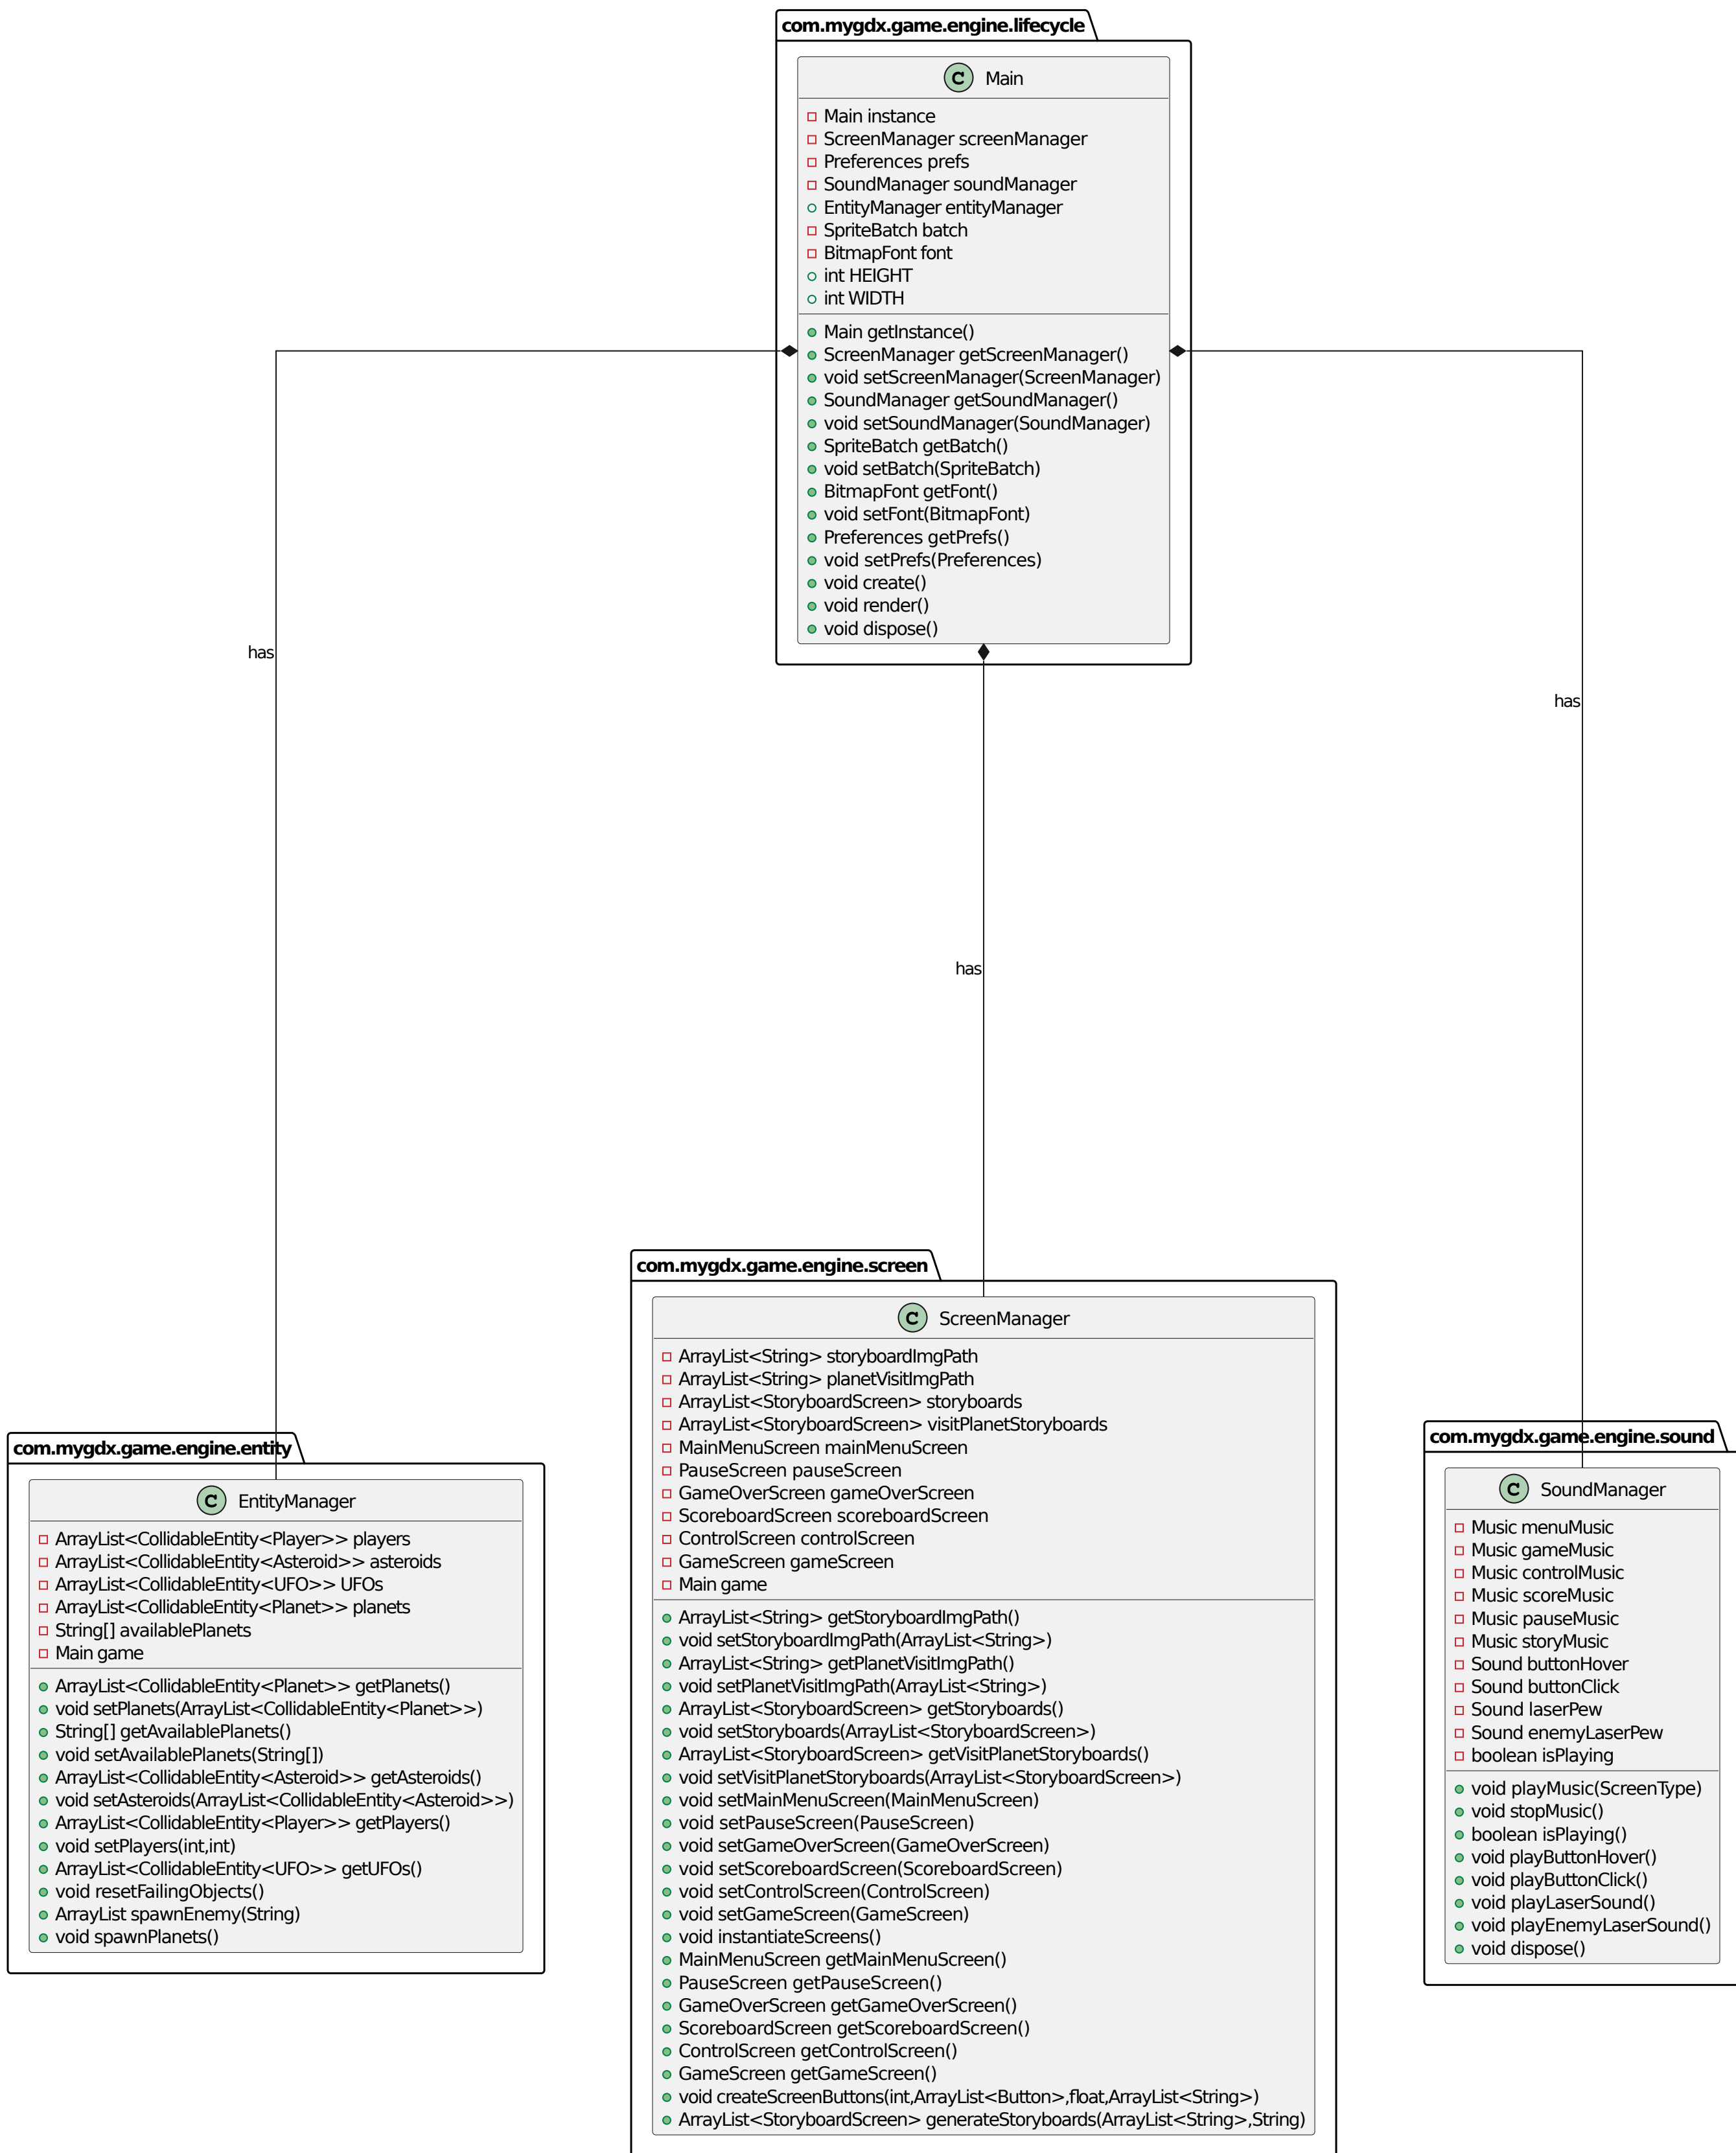 com.mygdx.game.engine.lifecycle
C Main
Main instance
ScreenManager screenManager
Preferences prefs
SoundManager soundManager
EntityManager entityManager
SpriteBatch batch
BitmapFont font
int HEIGHT
int WIDTH
Main getInstance()
ScreenManager getScreenManager()
void setScreenManager(ScreenManager)
SoundManager getSoundManager()
void setSoundManager(SoundManager)
SpriteBatch getBatch()
void setBatch(SpriteBatch)
BitmapFont getFont()
void setFont(BitmapFont)
Preferences getPrefs()
void setPrefs(Preferences)
void create()
void render()
void dispose()
has
has
has
com.mygdx.game.engine.entity
C EntityManager
ArrayList<CollidableEntity<Player>> players
ArrayList<CollidableEntity<Asteroid>> asteroids
ArrayList<CollidableEntity<UFO>> UFOs
ArrayList<CollidableEntity<Planet>> planets
String[] availablePlanets
Main game
ArrayList<CollidableEntity<Planet>> getPlanets()
void setPlanets(ArrayList<CollidableEntity<Planet>>)
String[] getAvailablePlanets()
void setAvailablePlanets(String[])
ArrayList<CollidableEntity<Asteroid>> getAsteroids()
void setAsteroids(ArrayList<CollidableEntity<Asteroid>>)
ArrayList<CollidableEntity<Player>> getPlayers()
void setPlayers(int,int)
ArrayList<CollidableEntity<UFO>> getUFOs()
void resetFailingObjects()
ArrayList spawnEnemy(String)
void spawnPlanets()
com.mygdx.game.engine.screen
C ScreenManager
ArrayList<String> storyboardImgPath
ArrayList<String> planetVisitImgPath
ArrayList<StoryboardScreen> storyboards
ArrayList<StoryboardScreen> visitPlanetStoryboards
MainMenuScreen mainMenuScreen
PauseScreen pauseScreen
GameOverScreen gameOverScreen
ScoreboardScreen scoreboardScreen
ControlScreen controlScreen
GameScreen gameScreen
Main game
ArrayList<String> getStoryboardImgPath()
void setStoryboardImgPath(ArrayList<String>)
ArrayList<String> getPlanetVisitImgPath()
void setPlanetVisitImgPath(ArrayList<String>)
ArrayList<StoryboardScreen> getStoryboards()
void setStoryboards(ArrayList<StoryboardScreen>)
ArrayList<StoryboardScreen> getVisitPlanetStoryboards()
void setVisitPlanetStoryboards(ArrayList<StoryboardScreen>)
void setMainMenuScreen(MainMenuScreen)
void setPauseScreen(PauseScreen)
void setGameOverScreen(GameOverScreen)
void setScoreboardScreen(ScoreboardScreen)
void setControlScreen(ControlScreen)
void setGameScreen(GameScreen)
void instantiateScreens()
MainMenuScreen getMainMenuScreen()
PauseScreen getPauseScreen()
GameOverScreen getGameOverScreen()
ScoreboardScreen getScoreboardScreen()
ControlScreen getControlScreen()
GameScreen getGameScreen()
void createScreenButtons(int,ArrayList<Button>,float,ArrayList<String>)
ArrayList<StoryboardScreen> generateStoryboards(ArrayList<String>,String)
com.mygdx.game.engine.sound
C SoundManager
Music menuMusic
Music gameMusic
Music controlMusic
Music scoreMusic
Music pauseMusic
Music storyMusic
Sound buttonHover
Sound buttonClick
Sound laserPew
Sound enemyLaserPew
boolean isPlaying
void playMusic(ScreenType)
void stopMusic()
boolean isPlaying()
void playButtonHover()
void playButtonClick()
void playLaserSound()
void playEnemyLaserSound()
void dispose()